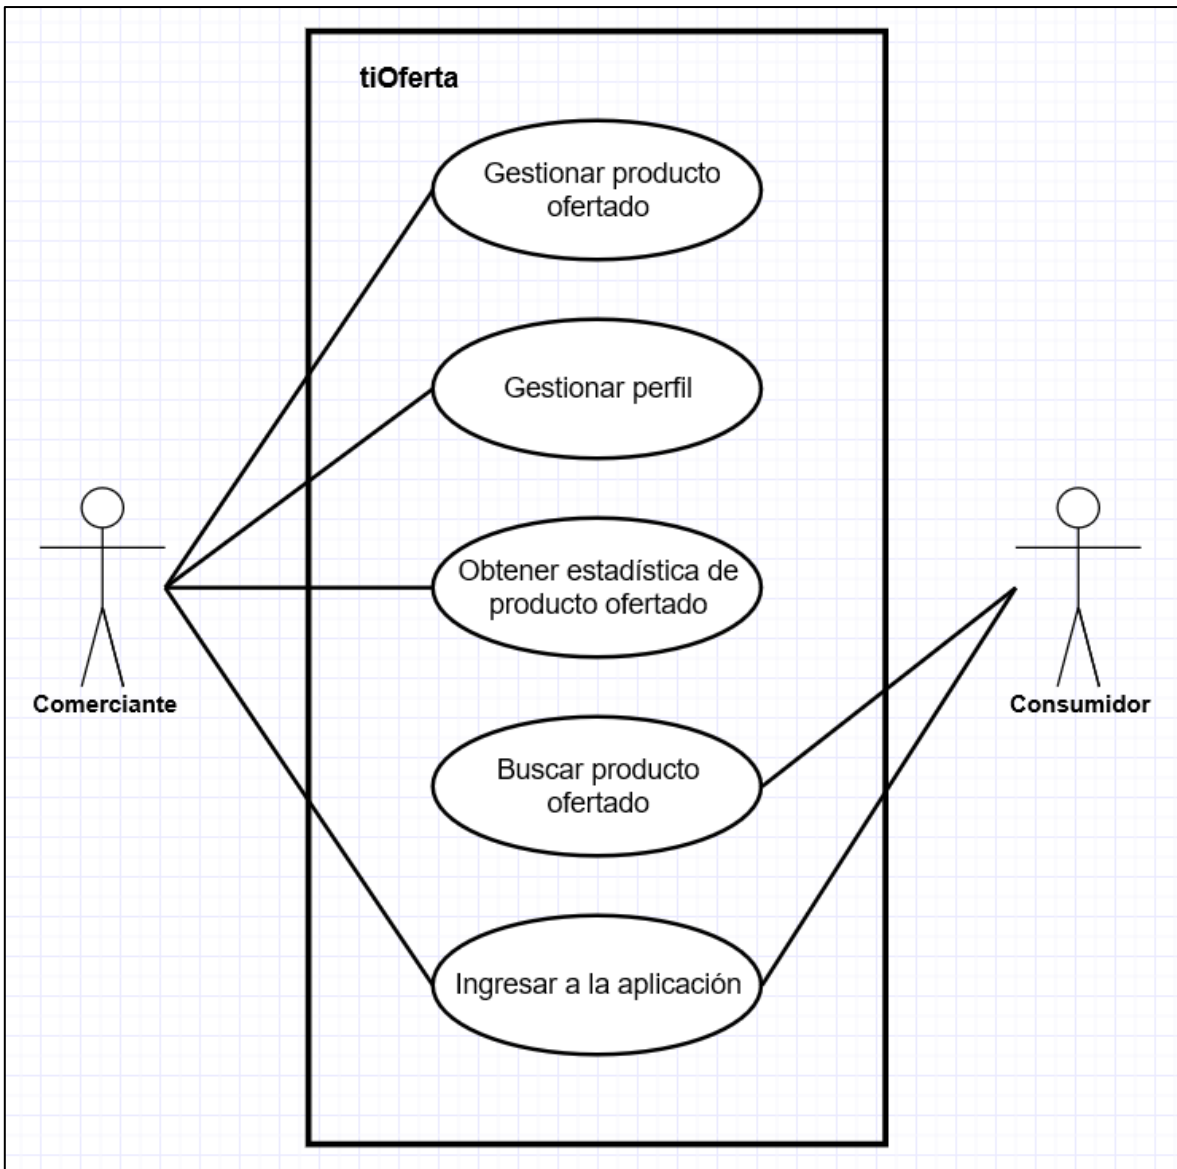 tiOferta
Gestionar producto
ofertado
Gestionar perfil
Obtener estadística de
producto ofertado
Comerciante
Consumidor
Buscar producto
ofertado
Ingresar a la aplicación